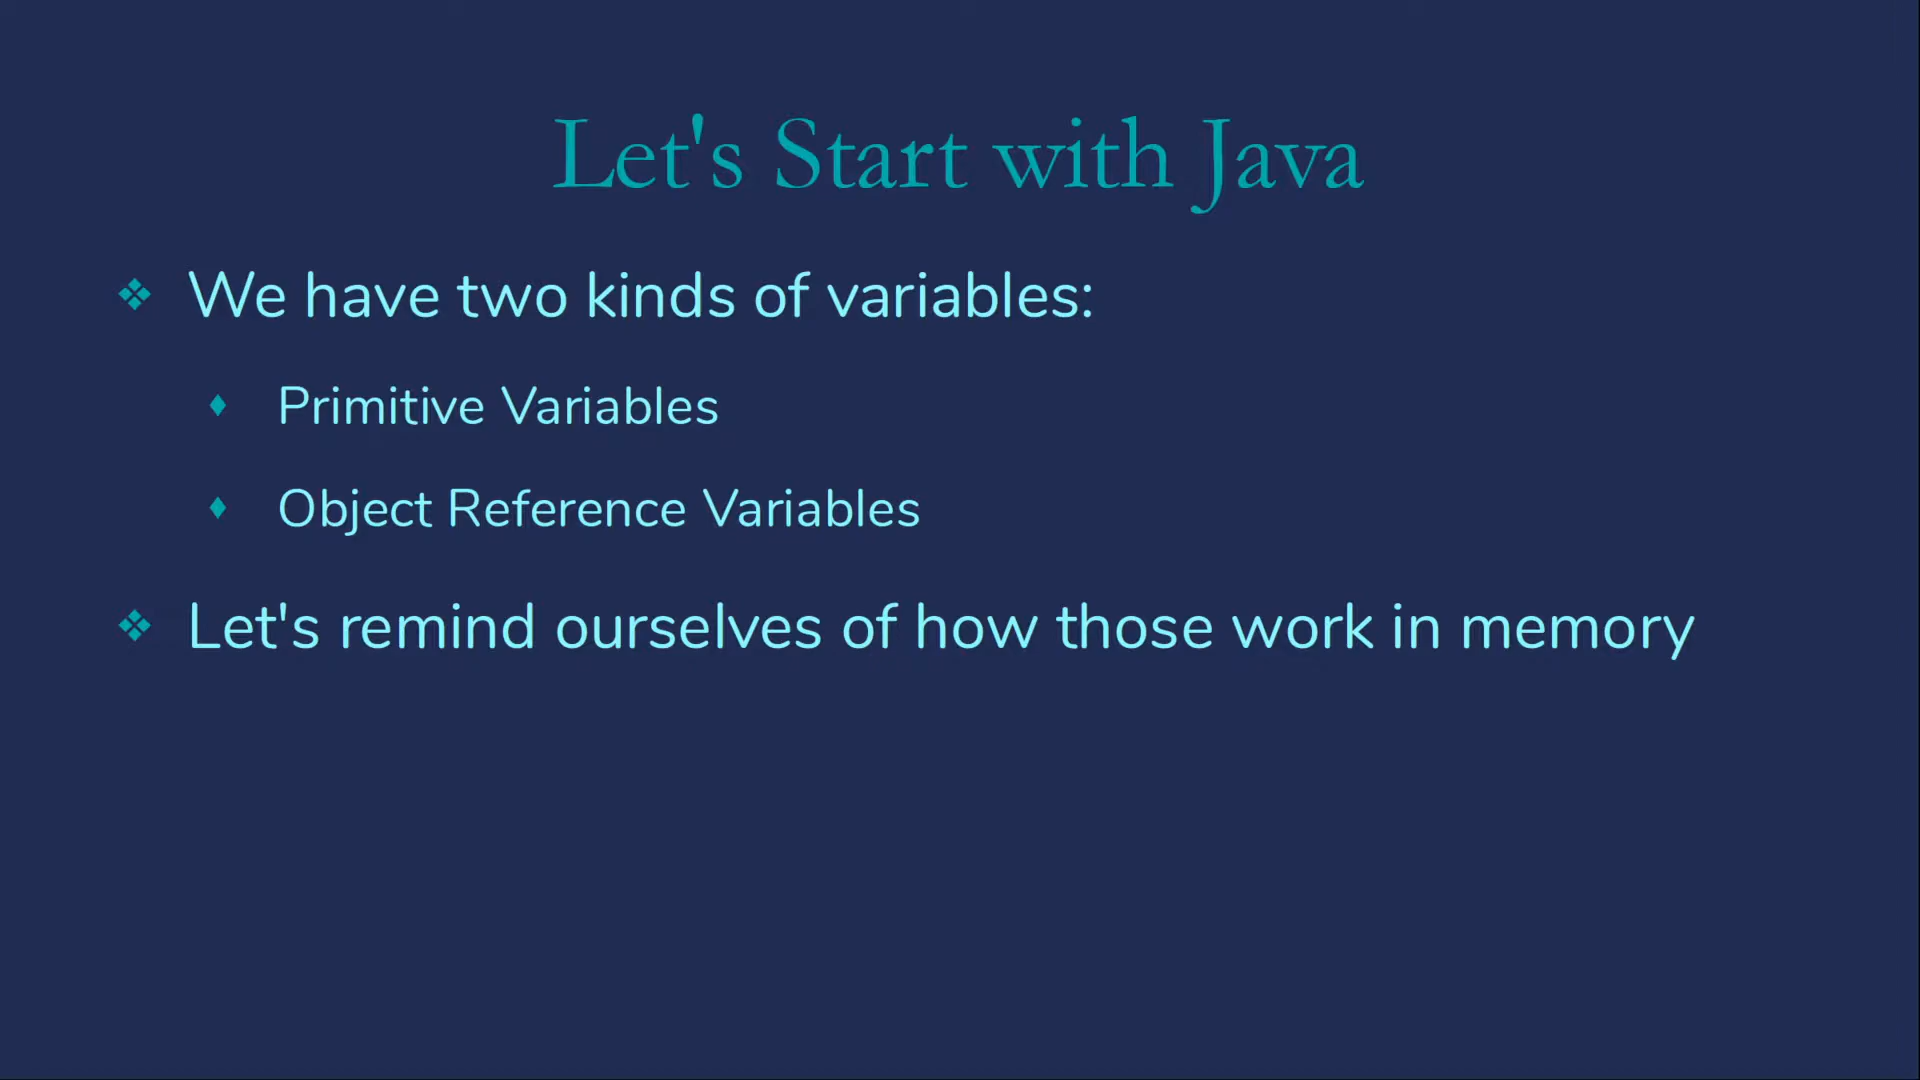 Let's Start with Java
We have two kinds of variables:
Primitive Variables
Object Reference Variables
Let's remind ourselves of how those work in memory